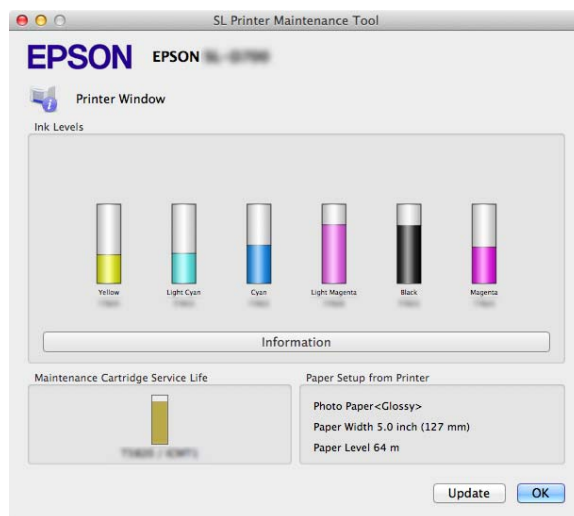 SL Printer Maintenance Tool
EPSON EPSON
Printer Window
Ink Levels
Yellow Light Cyan Cyan Light Magenta Black Magenta
Information
Maintenance Cartridge Service Life
Paper Setup from Printer
Photo Paper<Glossy>
Paper Width 5.0 inch (127 mm)
Paper Level 64 m
Update OK